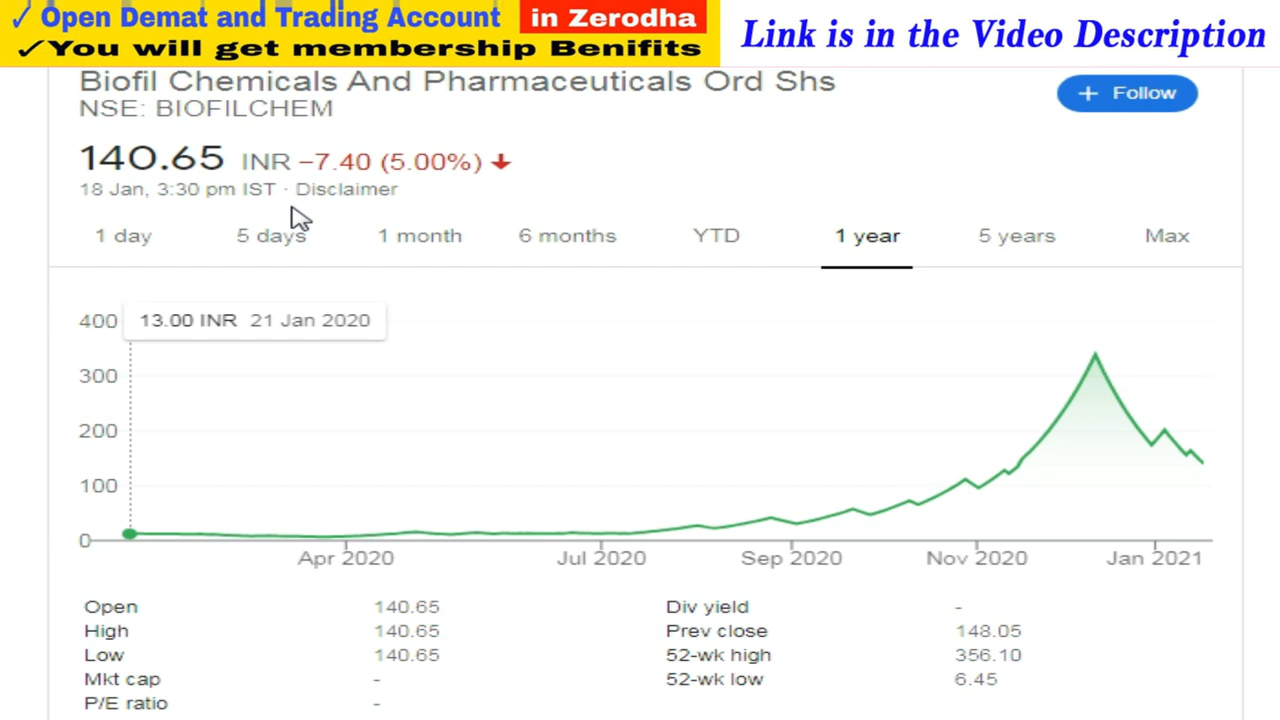 ✓ Open Demat and Trading Account in Zerodha
✓You will get membership Benifits
Link is in the Video Description
Biofil Chemicals And Pharmaceuticals Ord Shs
NSE: BIOFILCHEM
+ Follow
140.65 INR −7.40 (5.00%) ↓
18 Jan, 3:30 pm IST · Disclaimer
1 day 5 days 1 month 6 months YTD 1 year 5 years Max
13.00 INR 21 Jan 2020
400
300
200
100
0
Apr 2020 Jul 2020 Sep 2020 Nov 2020 Jan 2021
Open 140.65 Div yield -
High 140.65 Prev close 148.05
Low 140.65 52-wk high 356.10
Mkt cap - 52-wk low 6.45
P/E ratio -